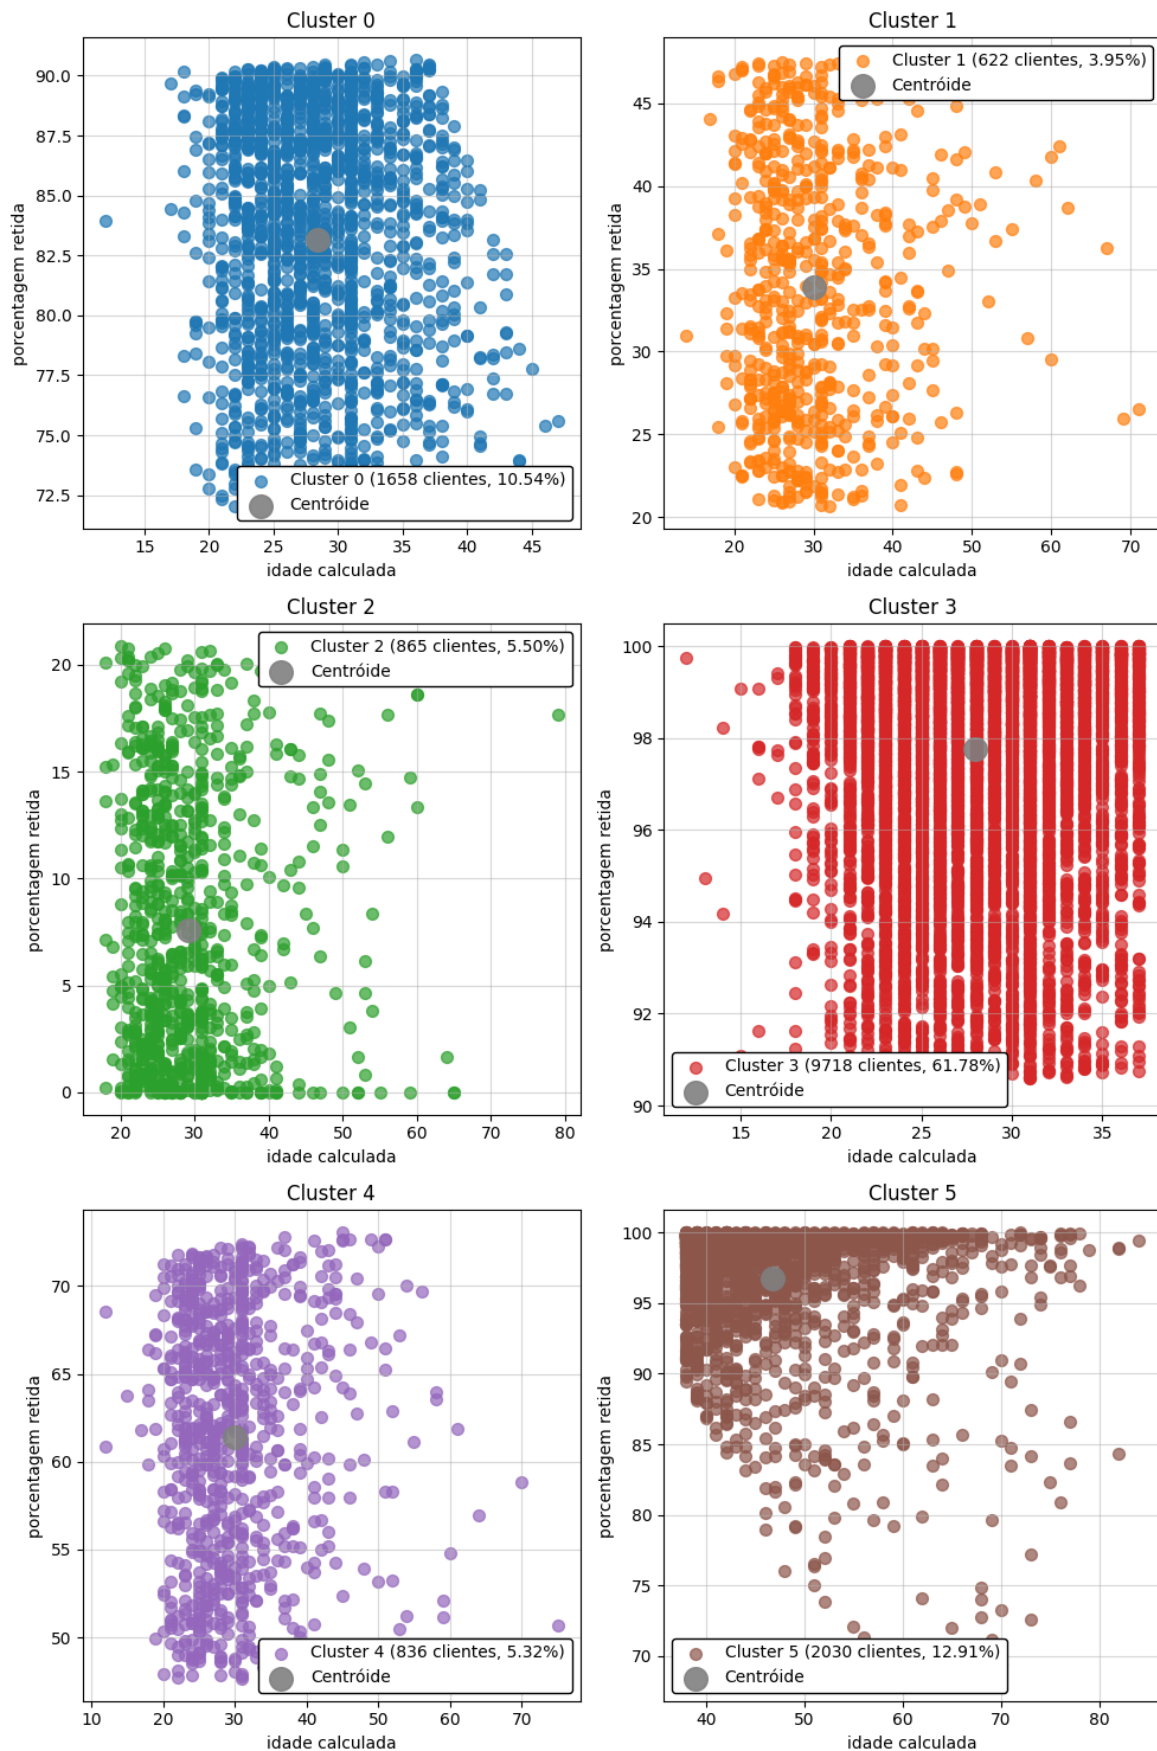 Cluster 0
porcentagem retida
90.0
87.5
85.0
82.5
80.0
77.5
75.0
72.5
Cluster 0 (1658 clientes, 10.54%)
Centróide
15 20 25 30 35 40 45
idade calculada
Cluster 1
porcentagem retida
45
40
35
30
25
20
Cluster 1 (622 clientes, 3.95%)
Centróide
20 30 40 50 60 70
idade calculada
Cluster 2
porcentagem retida
20
15
10
5
0
Cluster 2 (865 clientes, 5.50%)
Centróide
20 30 40 50 60 70 80
idade calculada
Cluster 3
porcentagem retida
100
98
96
94
92
90
Cluster 3 (9718 clientes, 61.78%)
Centróide
15 20 25 30 35
idade calculada
Cluster 4
porcentagem retida
70
65
60
55
50
Cluster 4 (836 clientes, 5.32%)
Centróide
10 20 30 40 50 60 70
idade calculada
Cluster 5
porcentagem retida
100
95
90
85
80
75
70
Cluster 5 (2030 clientes, 12.91%)
Centróide
40 50 60 70 80
idade calculada